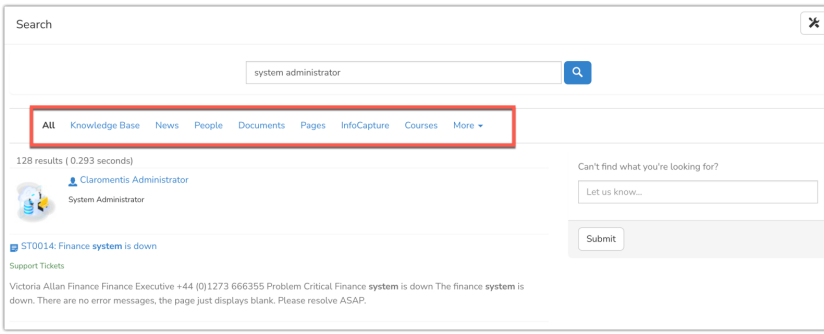 Search
system administrator
All Knowledge Base News People Documents Pages InfoCapture Courses More
128 results ( 0.293 seconds)
Claromentis Administrator
System Administrator
ST0014: Finance system is down
Support Tickets
Victoria Allan Finance Finance Executive +44 (0)1273 666355 Problem Critical Finance system is down The finance system is
down. There are no error messages, the page just displays blank. Please resolve ASAP.
Can't find what you're looking for?
Let us know...
Submit